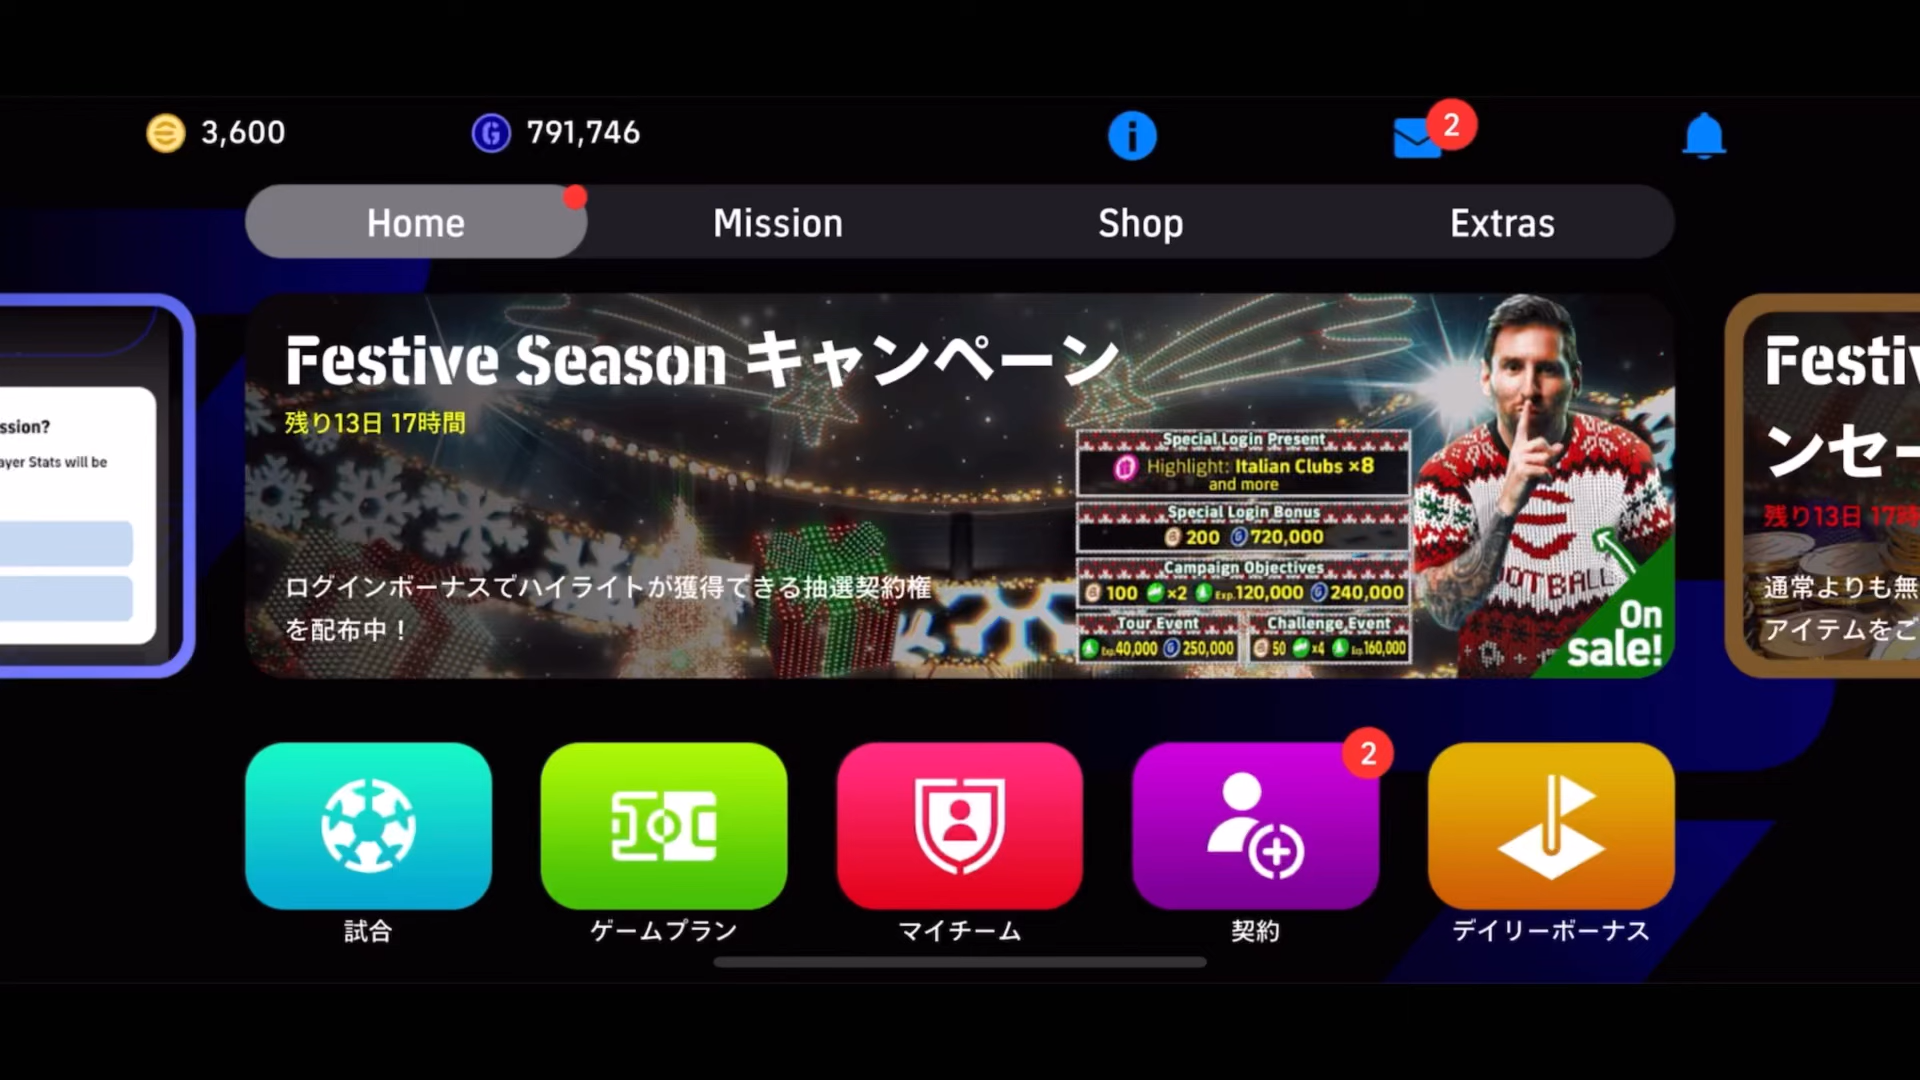 3,600
791,746
2
Home
Mission
Shop
Extras
ssion?
ayer Stats will be
Festive Season キャンペーン
残り13日 17時間
Special Login Present
Highlight: Italian Clubs ×8
and more
Special Login Bonus
200 720,000
Campaign Objectives
100 ×2 Exp.120,000 240,000
Tour Event
Exp.40,000 250,000
Challenge Event
50 ×4 Exp.160,000
ログインボーナスでハイライトが獲得できる抽選契約権
を配布中！
OOTBALL
On
sale!
Festiv
ンセー
残り13日 17時
通常よりも無
アイテムをご
2
試合
ゲームプラン
マイチーム
契約
デイリーボーナス